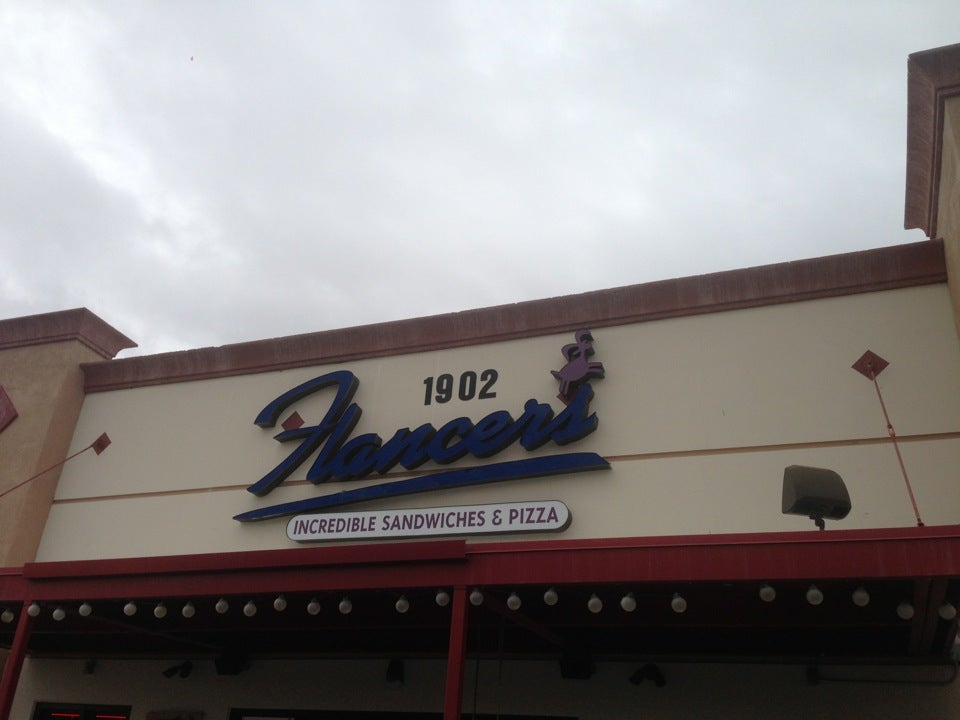 1902
Flancers
INCREDIBLE SANDWICHES & PIZZA